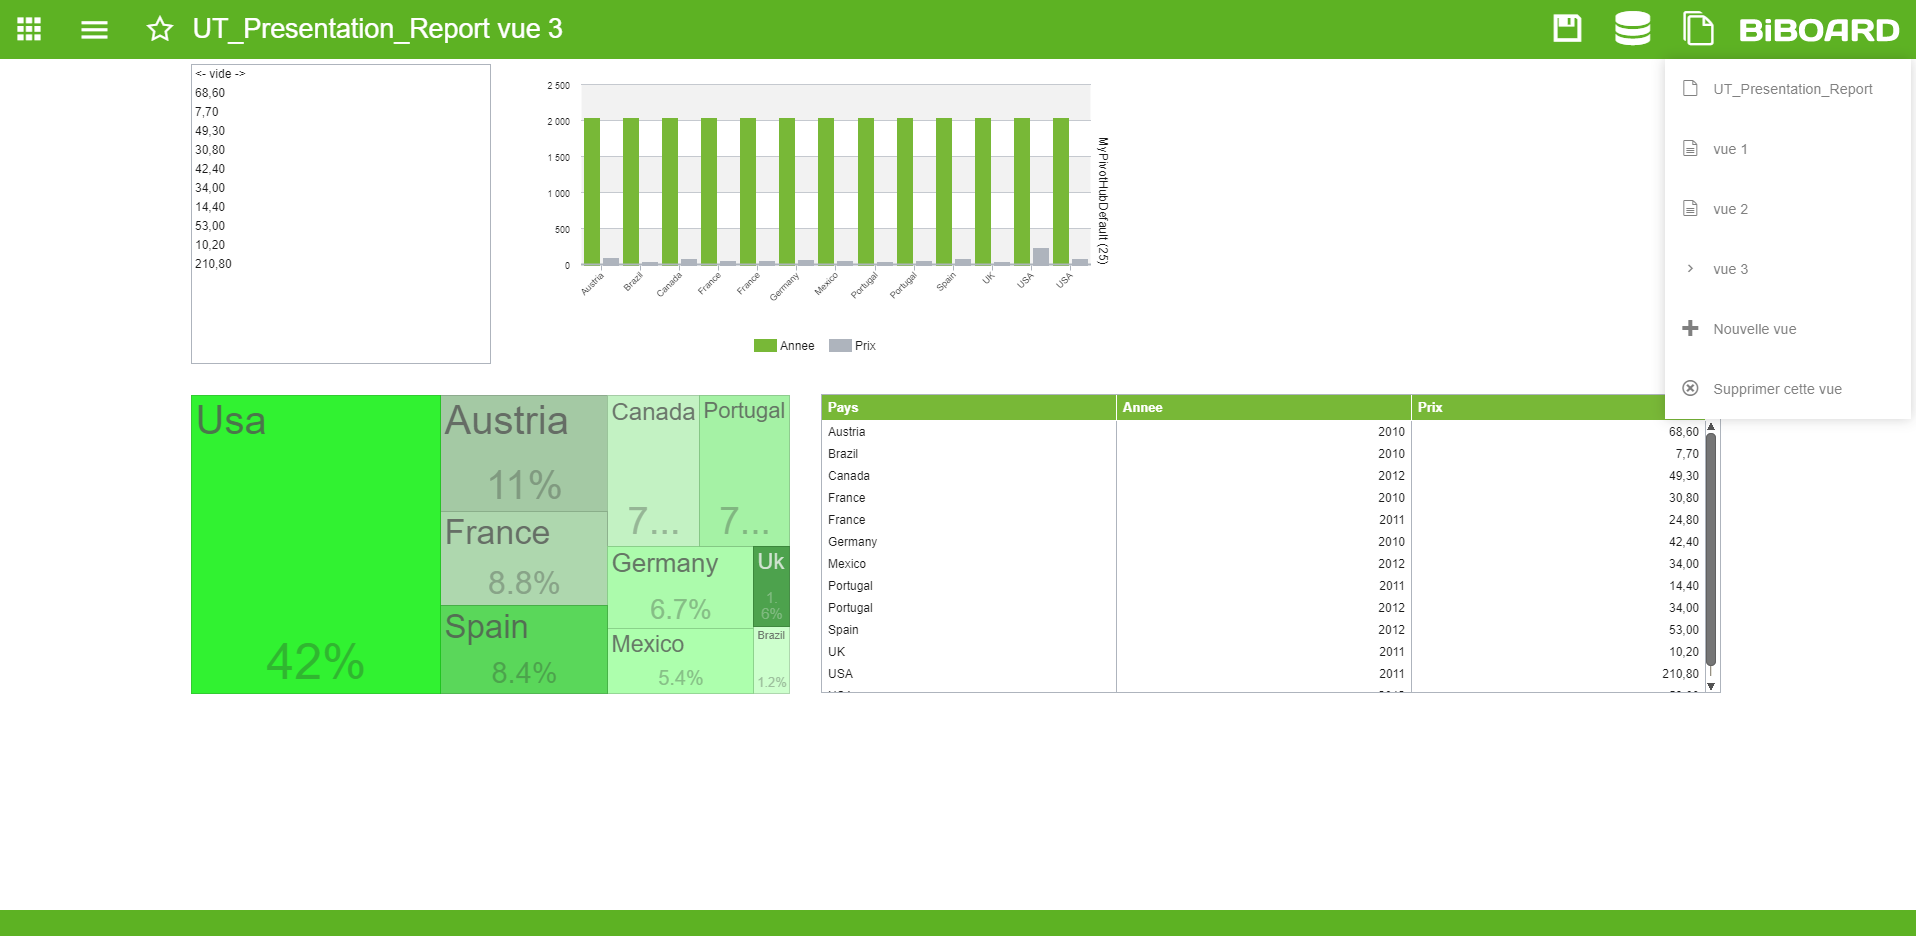 UT_Presentation_Report vue 3
BiBOARD
<- vide ->
68,60
7,70
49,30
30,80
42,40
34,00
14,40
53,00
10,20
210,80
2 500
2 000
1 500
1 000
500
0
Austria
Brazil
Canada
France
France
Germany
Mexico
Portugal
Portugal
Spain
UK
USA
USA
MyPivotHubDefault (25)
Annee Prix
UT_Presentation_Report
vue 1
vue 2
vue 3
Nouvelle vue
Supprimer cette vue
Usa
42%
Austria
11%
France
8.8%
Spain
8.4%
Canada
7...
Portugal
7...
Germany
6.7%
Uk
1.
6%
Mexico
5.4%
Brazil
1.2%
Pays Annee Prix
Austria 2010 68,60
Brazil 2010 7,70
Canada 2012 49,30
France 2010 30,80
France 2011 24,80
Germany 2010 42,40
Mexico 2012 34,00
Portugal 2011 14,40
Portugal 2012 34,00
Spain 2012 53,00
UK 2011 10,20
USA 2011 210,80